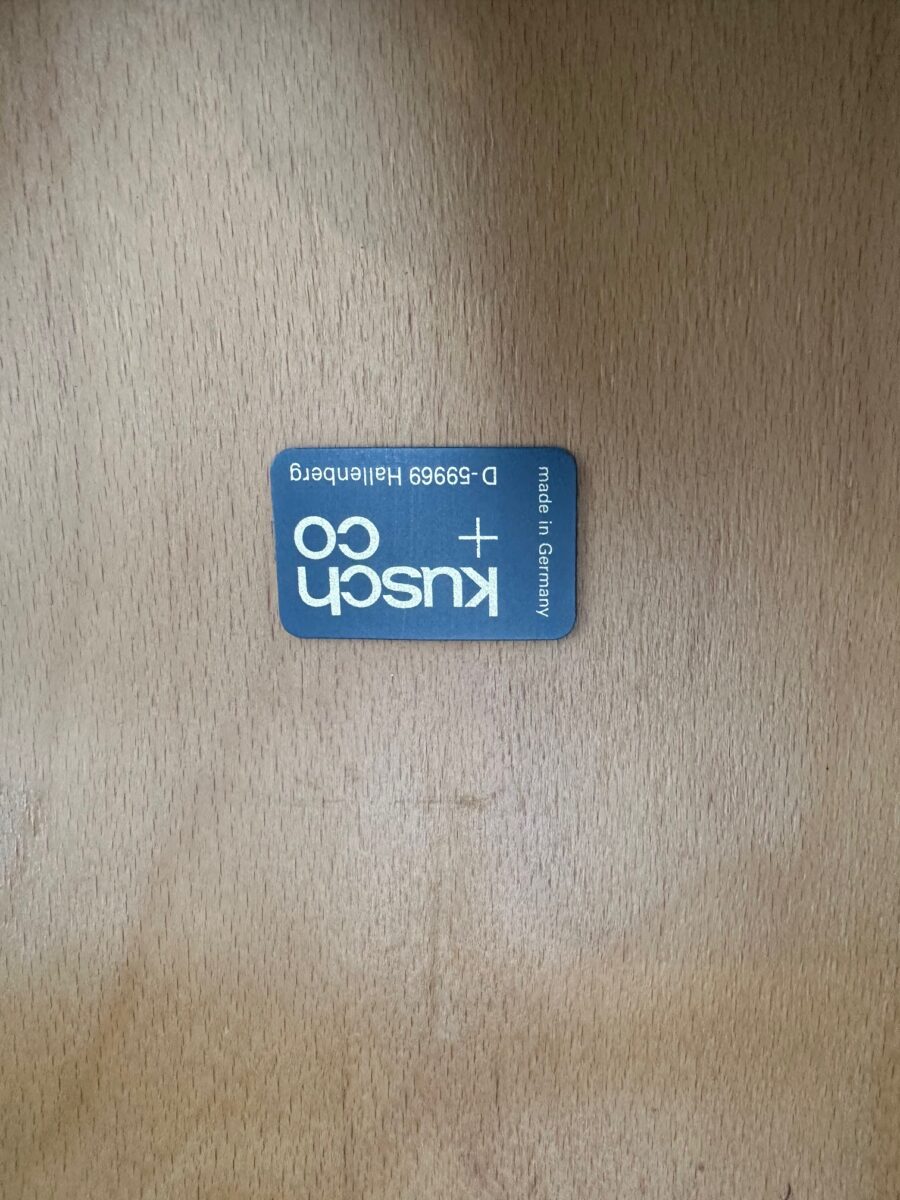 kusch
+ co
D-59969 Hallenberg
made in Germany